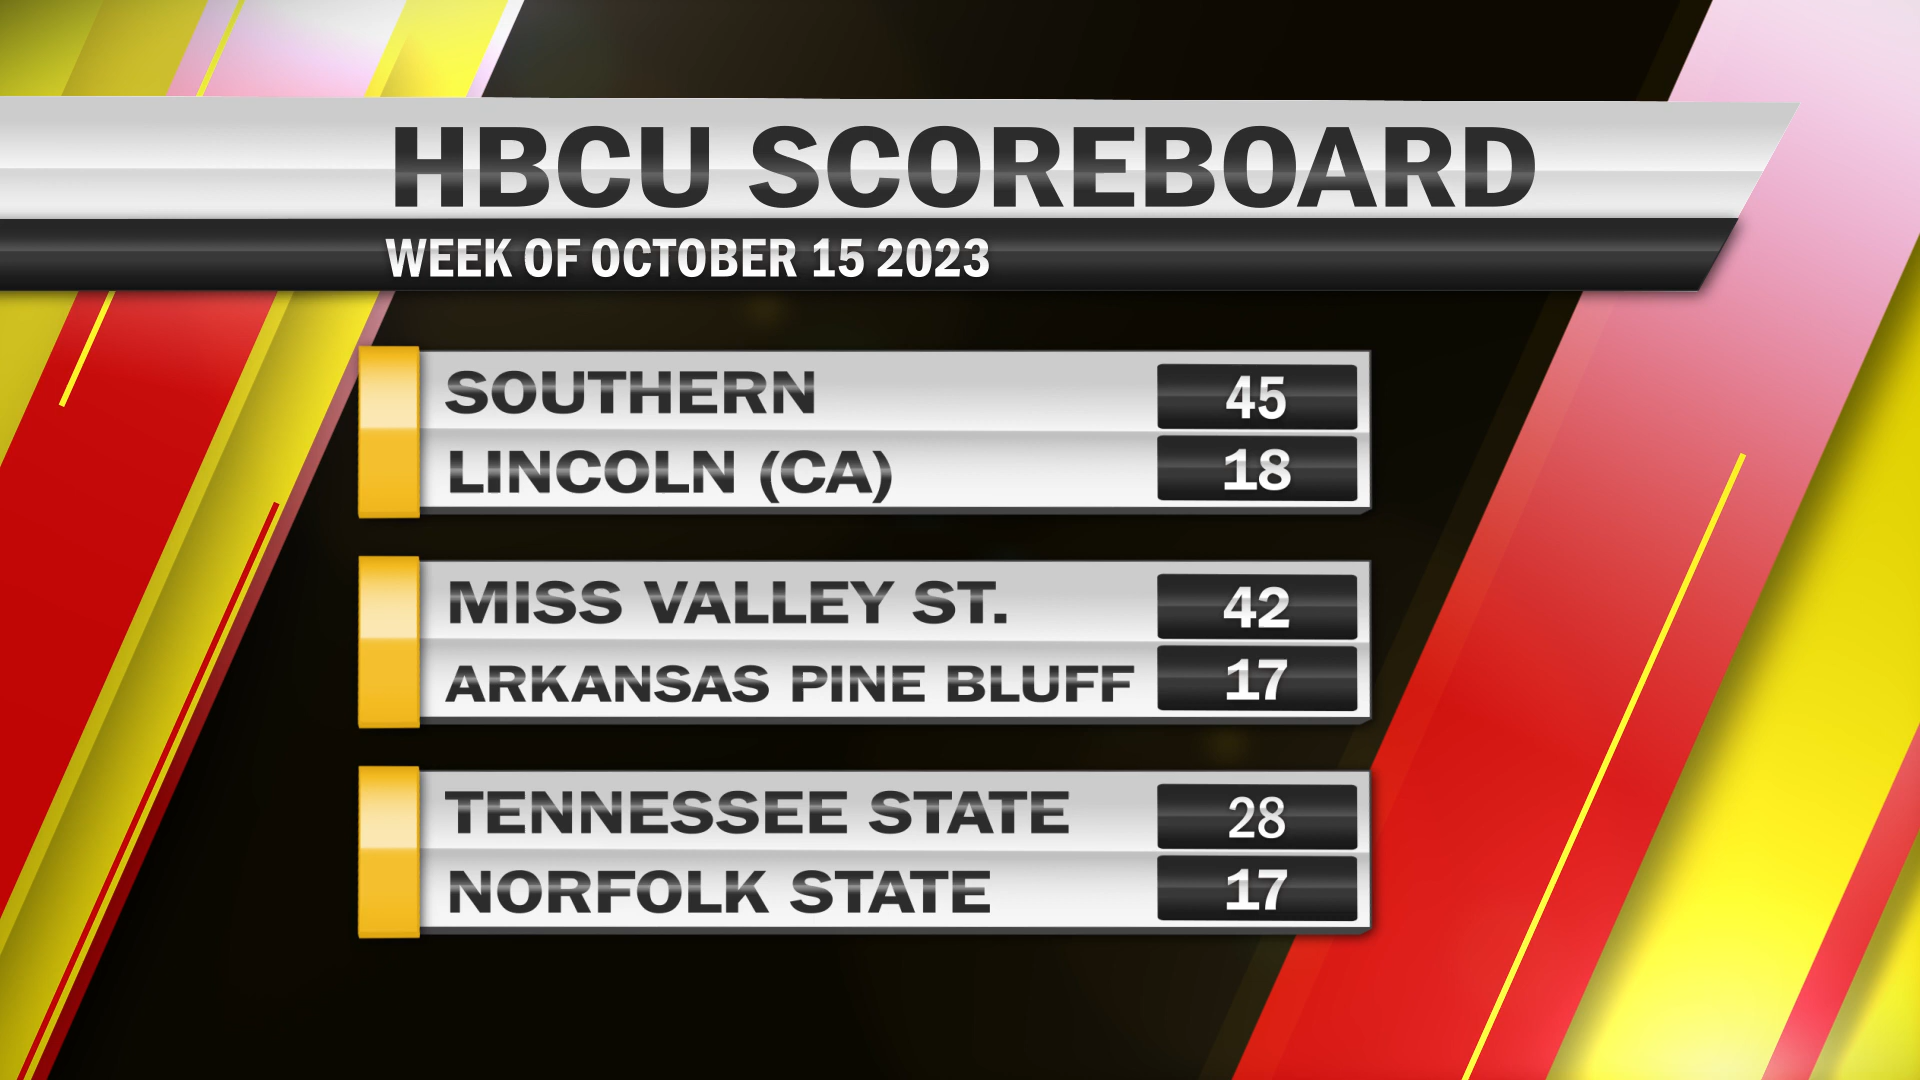 HBCU SCOREBOARD
WEEK OF OCTOBER 15 2023
SOUTHERN 45
LINCOLN (CA) 18
MISS VALLEY ST. 42
ARKANSAS PINE BLUFF 17
TENNESSEE STATE 28
NORFOLK STATE 17